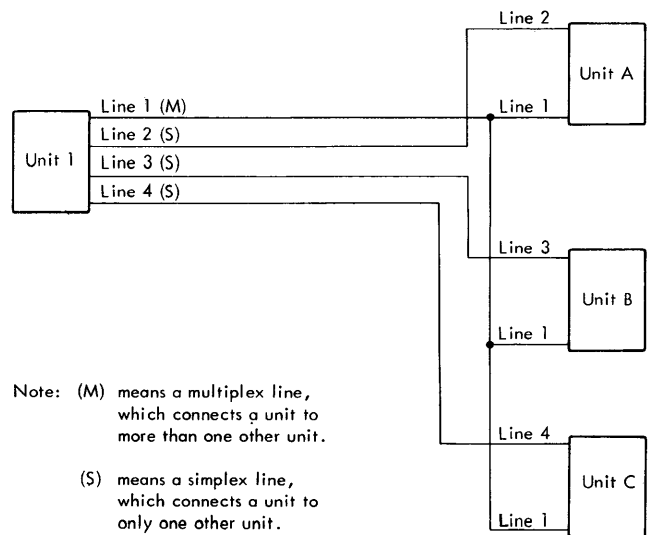 Line 2
Unit A
Line 1 (M)
Line 1
Line 2 (S)
Unit 1
Line 3 (S)
Line 4 (S)
Line 3
Unit B
Line 1
Note: (M) means a multiplex line,
which connects a unit to
more than one other unit.
Line 4
(S) means a simplex line,
which connects a unit to
only one other unit.
Unit C
Line 1